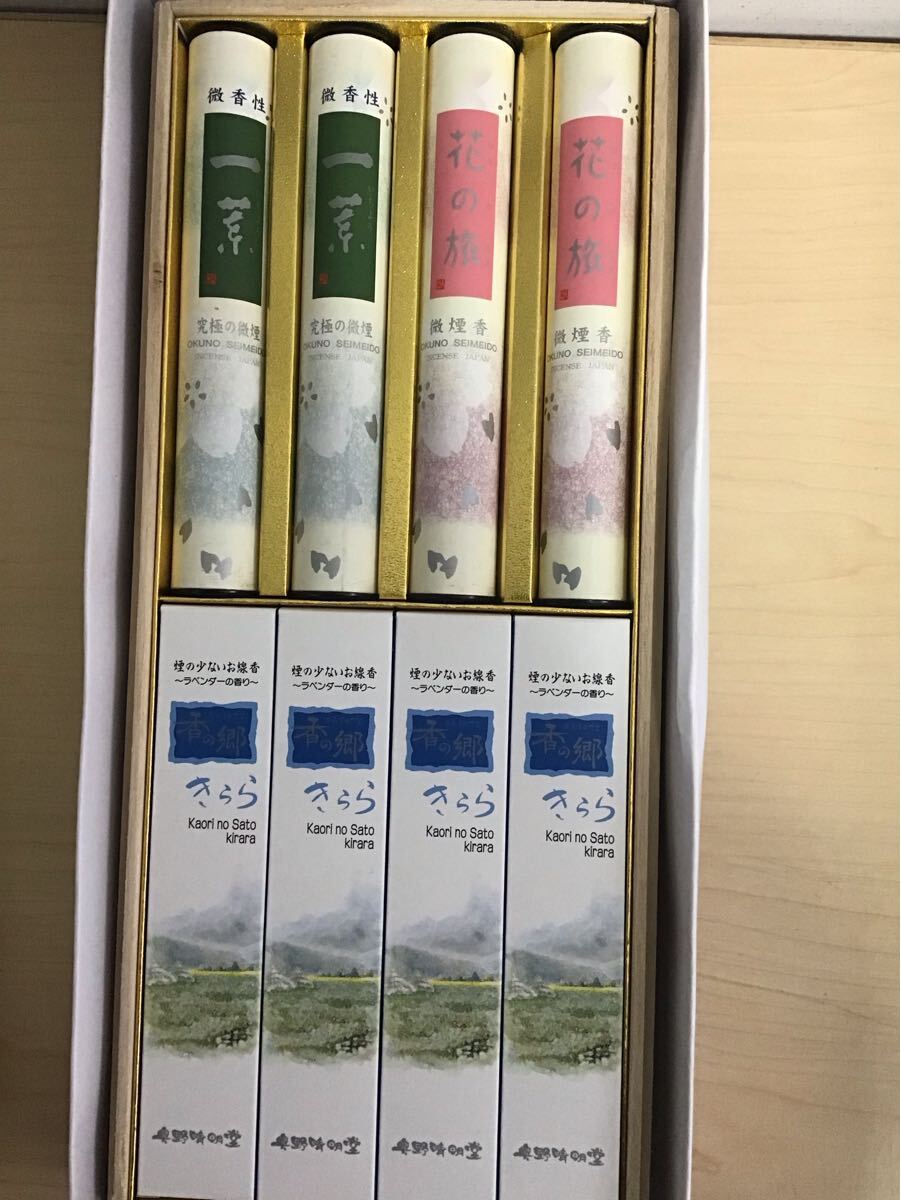 微香性
一景
究極の微煙
OKUNO SEIMEIDO
INCENSE JAPAN
微香性
一景
究極の微煙
OKUNO SEIMEIDO
INCENSE JAPAN
花の旅
微煙香
OKUNO SEIMEIDO
INCENSE JAPAN
花の旅
微煙香
OKUNO SEIMEIDO
INCENSE JAPAN
煙の少ないお線香
～ラベンダーの香り～
香の郷
きらら
Kaori no Sato
kirara
奥野晴明堂
煙の少ないお線香
～ラベンダーの香り～
香の郷
きらら
Kaori no Sato
kirara
奥野晴明堂
煙の少ないお線香
～ラベンダーの香り～
香の郷
きらら
Kaori no Sato
kirara
奥野晴明堂
煙の少ないお線香
～ラベンダーの香り～
香の郷
きらら
Kaori no Sato
kirara
奥野晴明堂